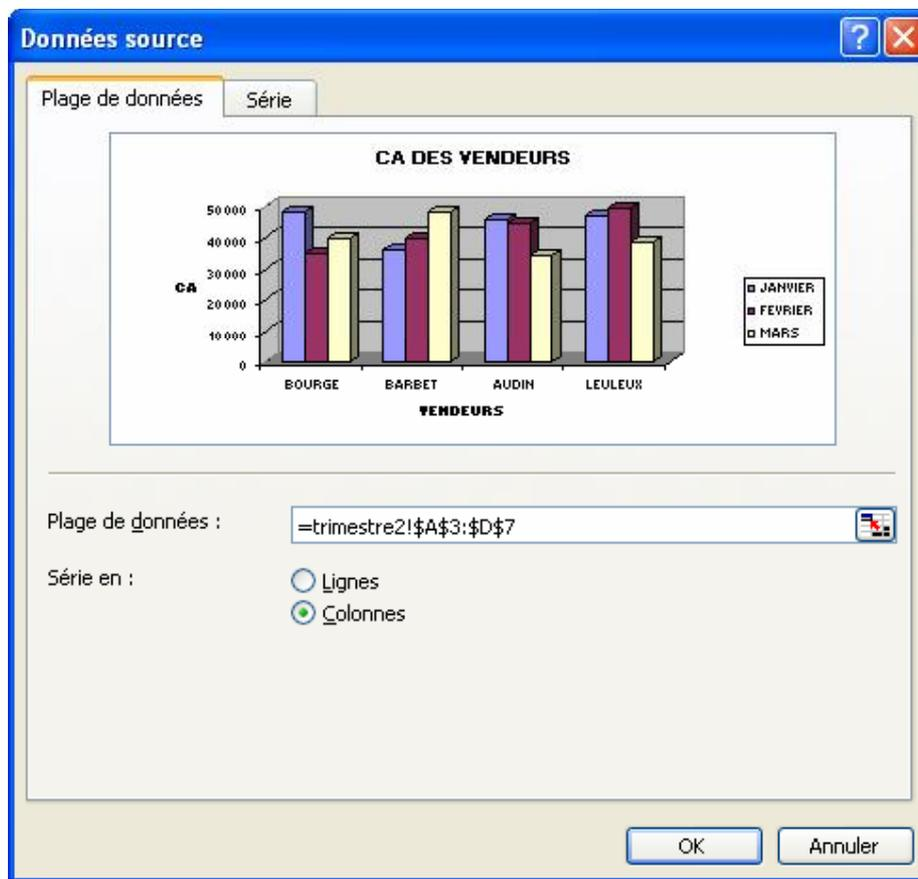 Données source
Plage de données
Série
CA DES VENDEURS
50 000
40 000
30 000
20 000
10 000
0
CA
BOURGE
BARBET
AUDIN
LEULEUX
VENDEURS
JANVIER
FEVRIER
MARS
Plage de données :
=trimestre2!$A$3:$D$7
Série en :
Lignes
Colonnes
OK
Annuler